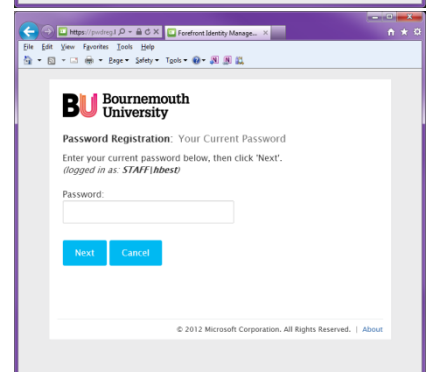 https://pwdreg.l
Forefront Identity Manage...
File Edit View Favorites Tools Help
Page Safety Tools
BU Bournemouth
University
Password Registration: Your Current Password
Enter your current password below, then click 'Next'.
(logged in as: STAFF\hbest)
Password:
Next Cancel
© 2012 Microsoft Corporation. All Rights Reserved. | About